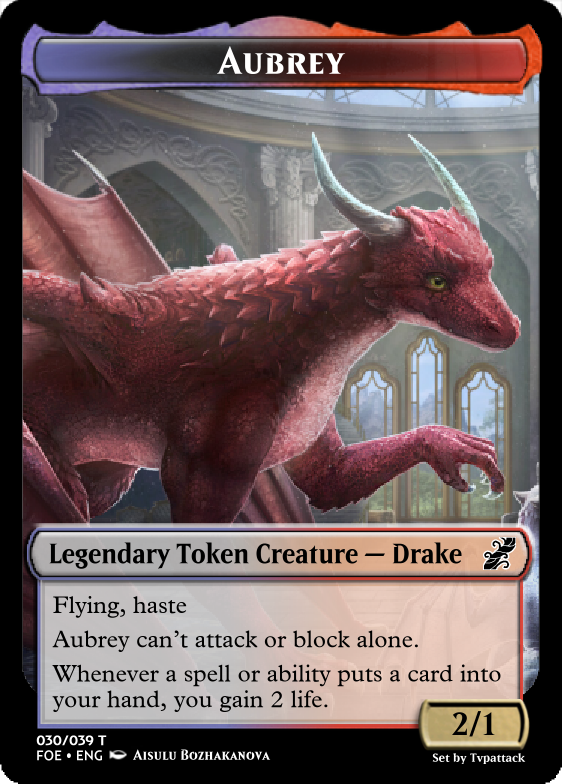 Aubrey
Legendary Token Creature — Drake
Flying, haste
Aubrey can't attack or block alone.
Whenever a spell or ability puts a card into
your hand, you gain 2 life.
2/1
030/039 T
FOE • ENG Aisulu Bozhakanova
Set by Tvpattack